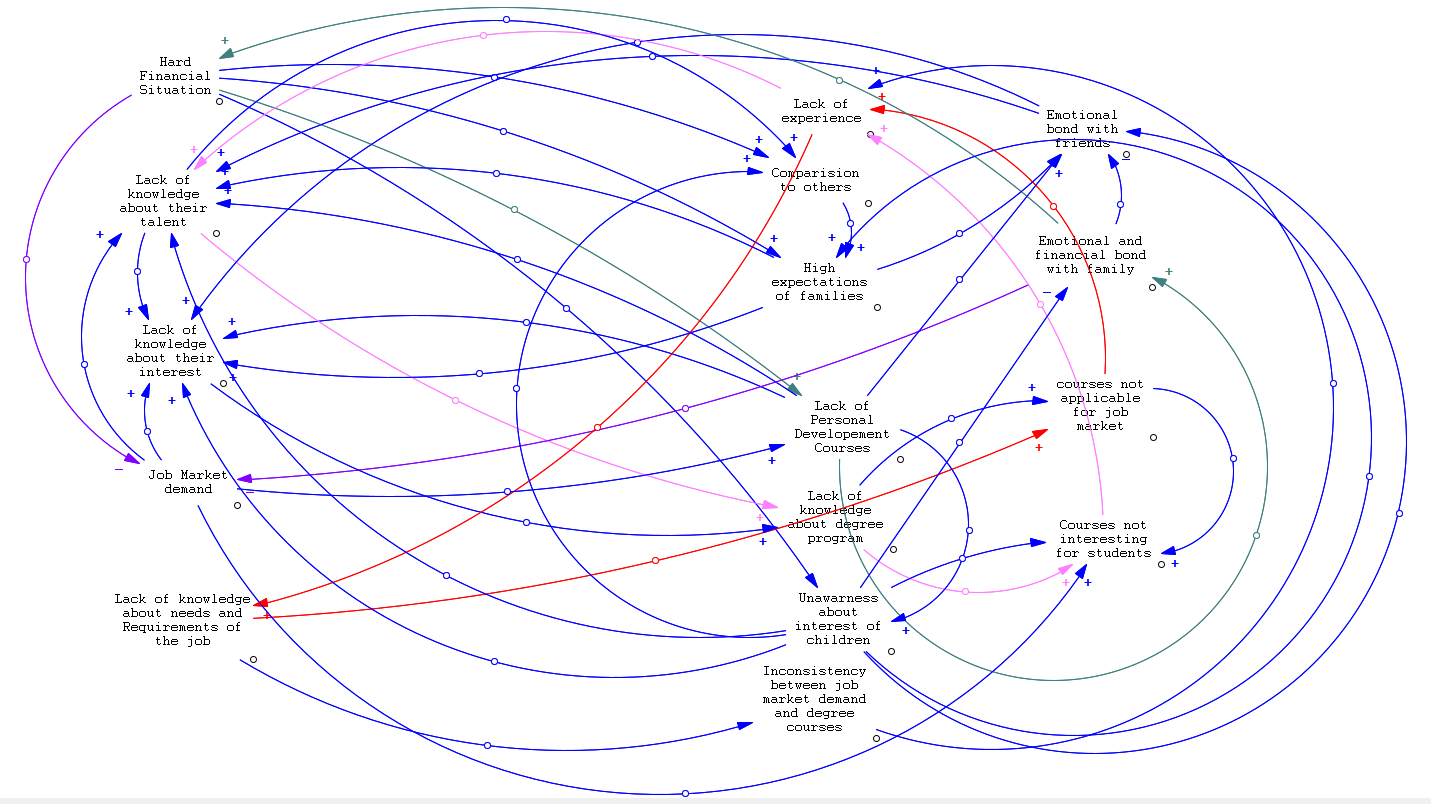 Hard
Financial
Situation
Lack of
experience
Emotional
bond with
friends
Lack of
knowledge
about their
talent
Comparision
to others
Emotional and
financial bond
with family
High
expectations
of families
Lack of
knowledge
about their
interest
courses not
applicable
for job
market
Lack of
Personal
Developement
Courses
Job Market
demand
Lack of
knowledge
about degree
program
Courses not
interesting
for students
Lack of knowledge
about needs and
Requirements of
the job
Unawarness
about
interest of
children
Inconsistency
between job
market demand
and degree
courses